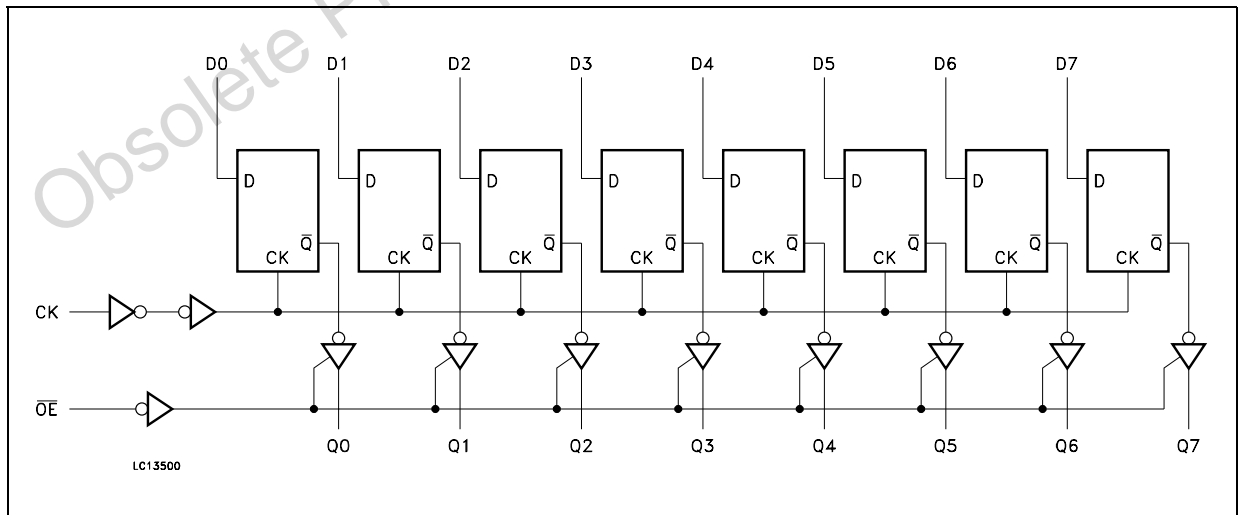 Obsolete Pr
D0 D1 D2 D3 D4 D5 D6 D7
D D D D D D D D
Q̅ Q̅ Q̅ Q̅ Q̅ Q̅ Q̅ Q̅
CK CK CK CK CK CK CK CK
CK
O̅E̅
Q0 Q1 Q2 Q3 Q4 Q5 Q6 Q7
LC13500